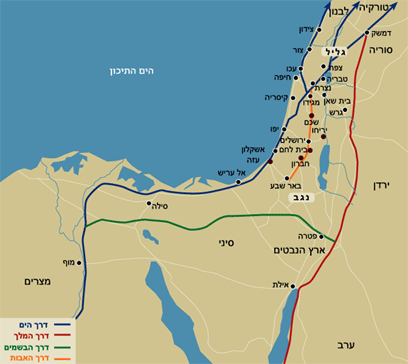 לבנון
טורקיה
דמשק
סוריה
צידון
צור
גליל
צפת
עכו
טבריה
חיפה
נצרת
מגידו
בית שאן
קיסריה
גרש
שכם
יריחו
יפו
ירושלים
בית לחם
אשקלון
עזה
חברון
באר שבע
אל עריש
נגב
הים התיכון
ירדן
סילה
סיני
פטרה
ארץ הנבטים
מוף
מצרים
אילת
ערב
דרך הים
דרך המלך
דרך הבשמים
דרך האבות